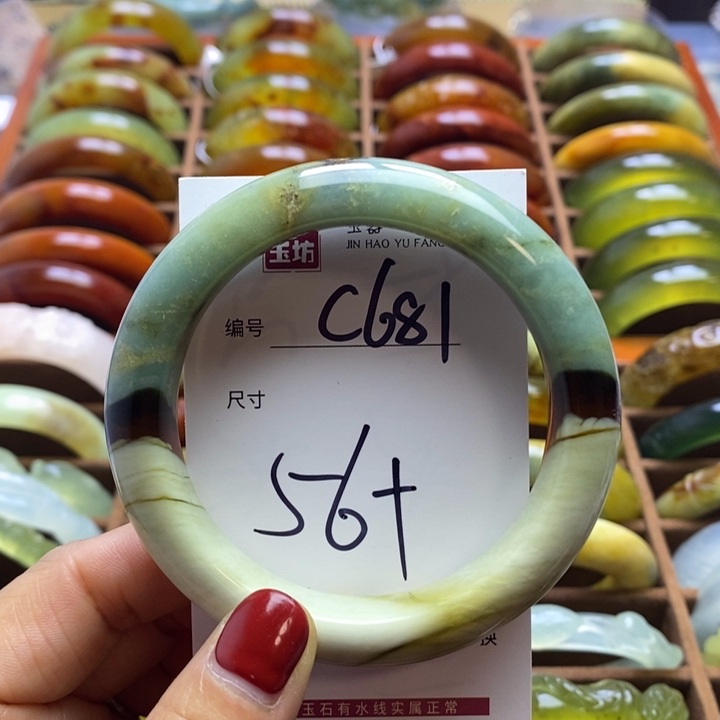 玉坊
JIN HAO YU FANG
编号 C681
尺寸
56+
换
玉石有水线实属正常